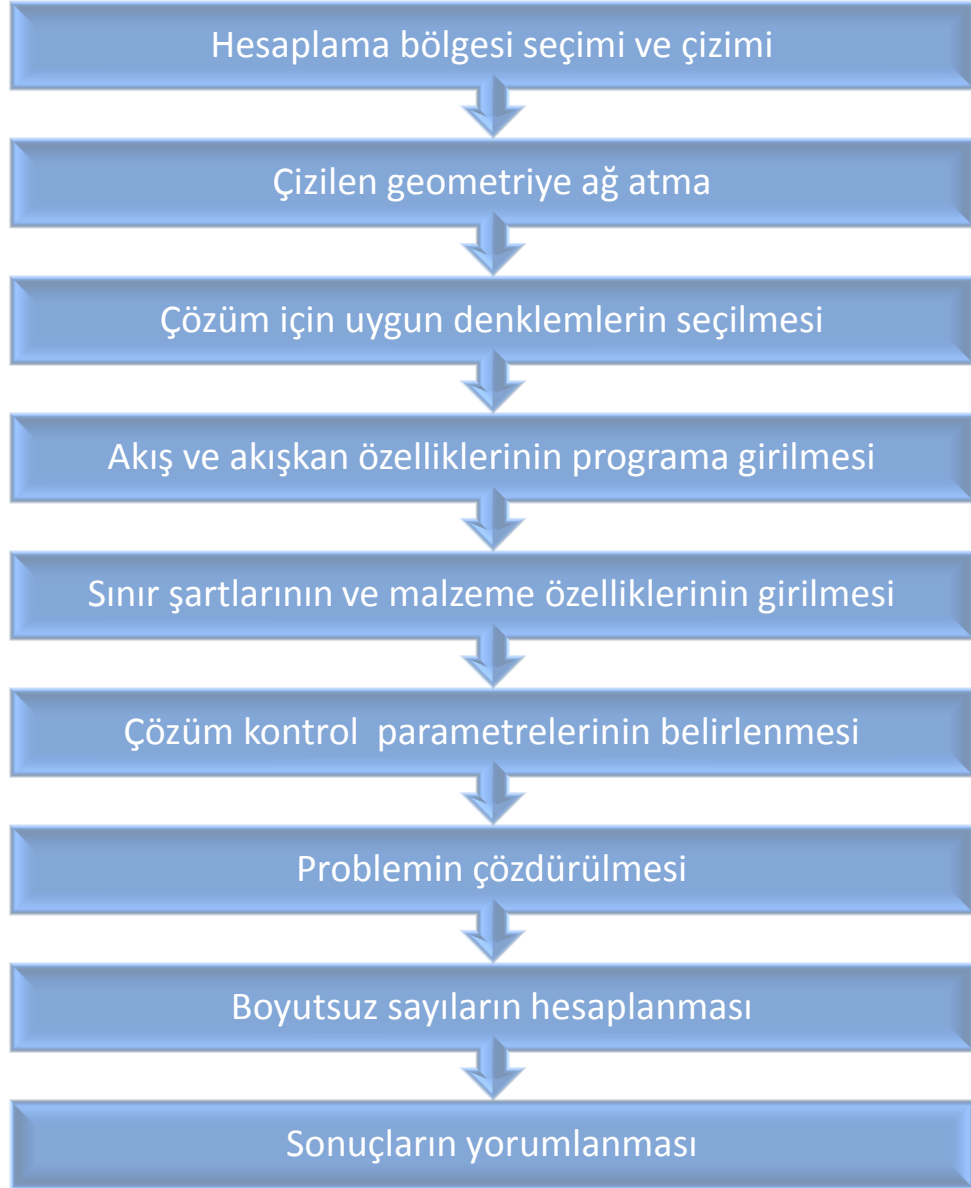 Hesaplama bölgesi seçimi ve çizimi
Çizilen geometriye ağ atma
Çözüm için uygun denklemlerin seçilmesi
Akış ve akışkan özelliklerinin programa girilmesi
Sınır şartlarının ve malzeme özelliklerinin girilmesi
Çözüm kontrol  parametrelerinin belirlenmesi
Problemin çözdürülmesi
Boyutsuz sayıların hesaplanması
Sonuçların yorumlanması